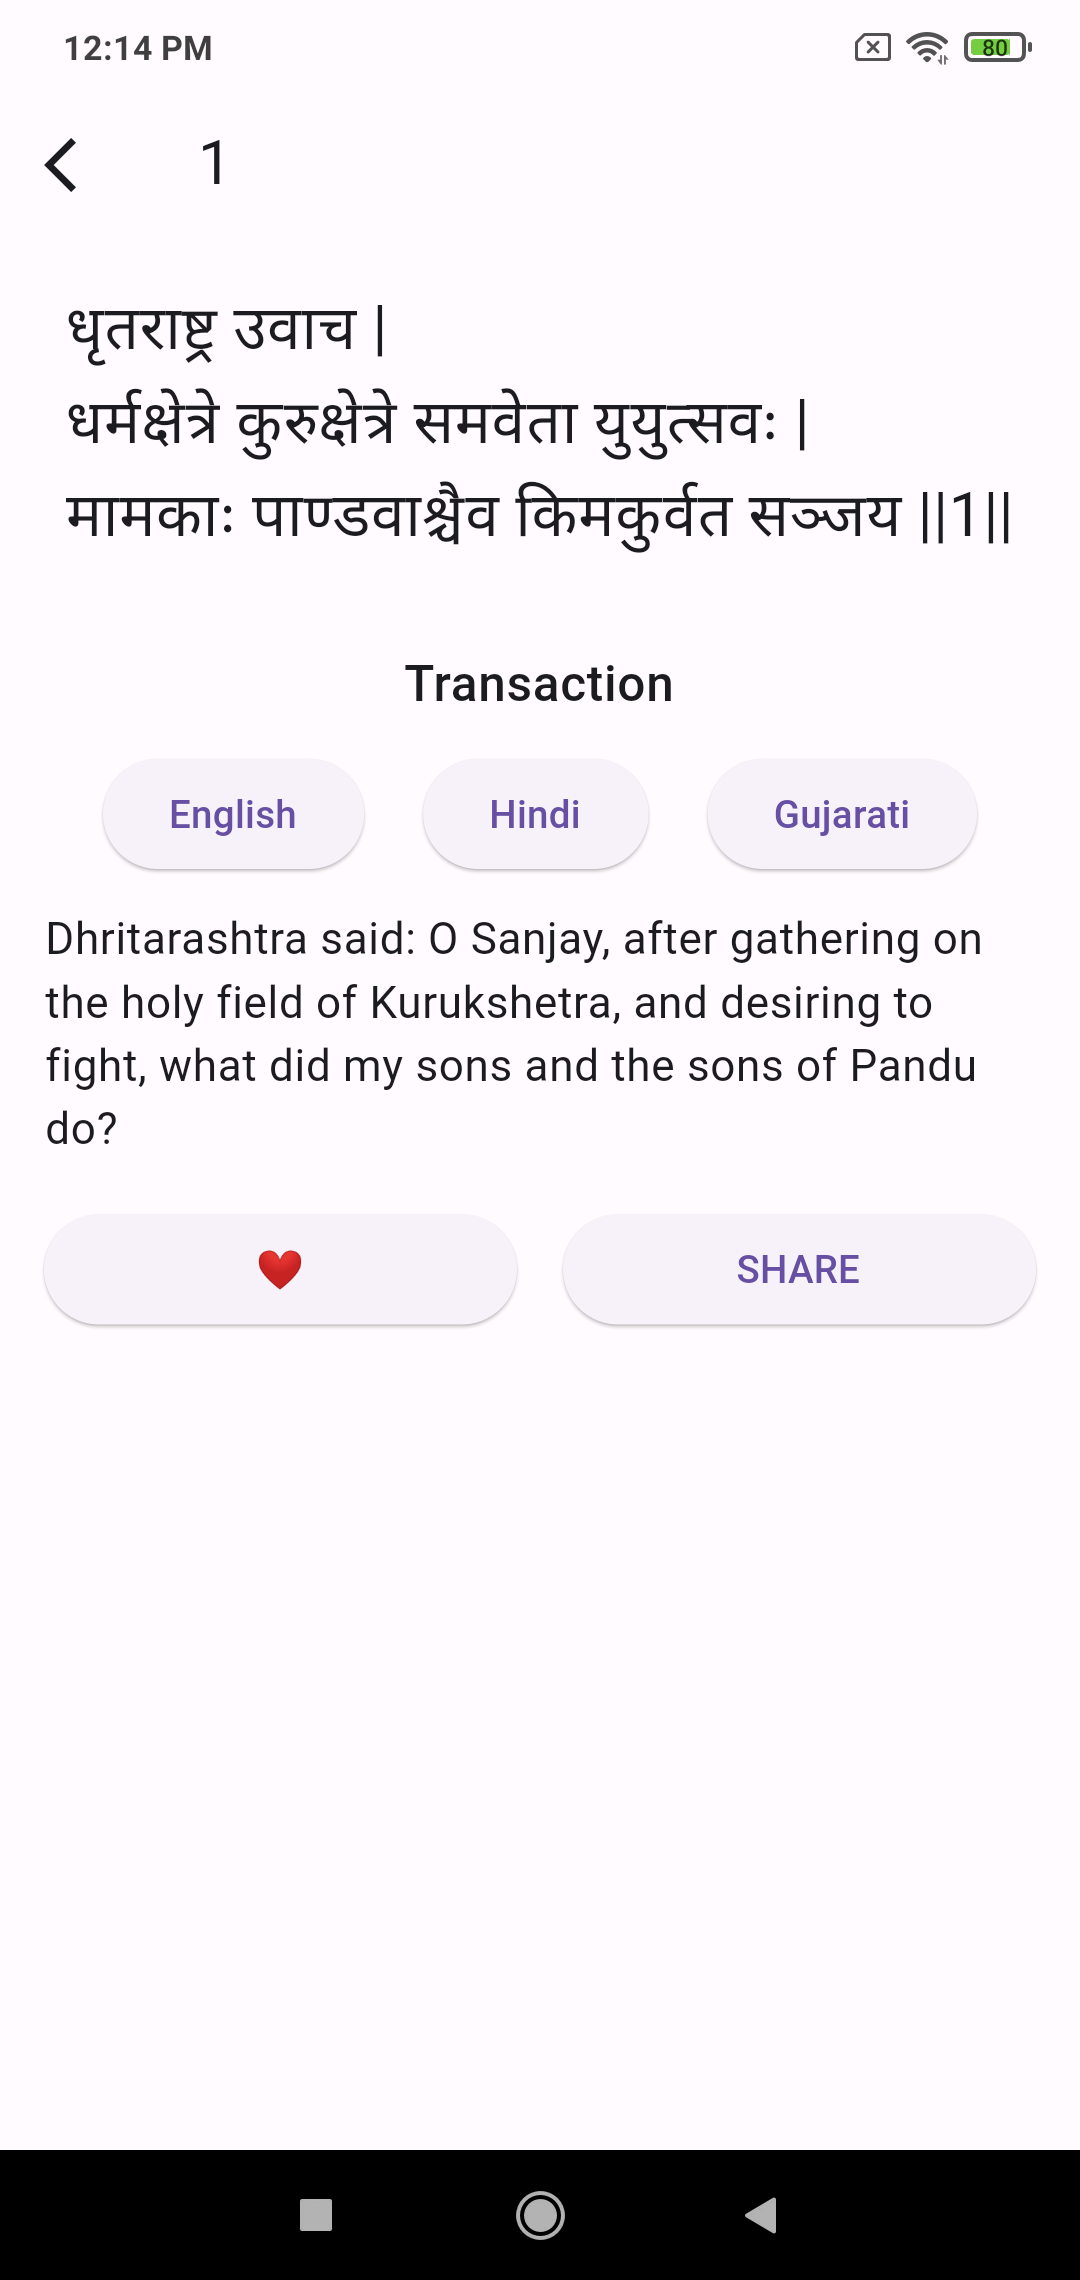 12:14 PM
80
1
धृतराष्ट्र उवाच |
धर्मक्षेत्रे कुरुक्षेत्रे समवेता युयुत्सवः |
मामकाः पाण्डवाश्चैव किमकुर्वत सञ्जय ||1||
Transaction
English Hindi Gujarati
Dhritarashtra said: O Sanjay, after gathering on
the holy field of Kurukshetra, and desiring to
fight, what did my sons and the sons of Pandu
do?
SHARE